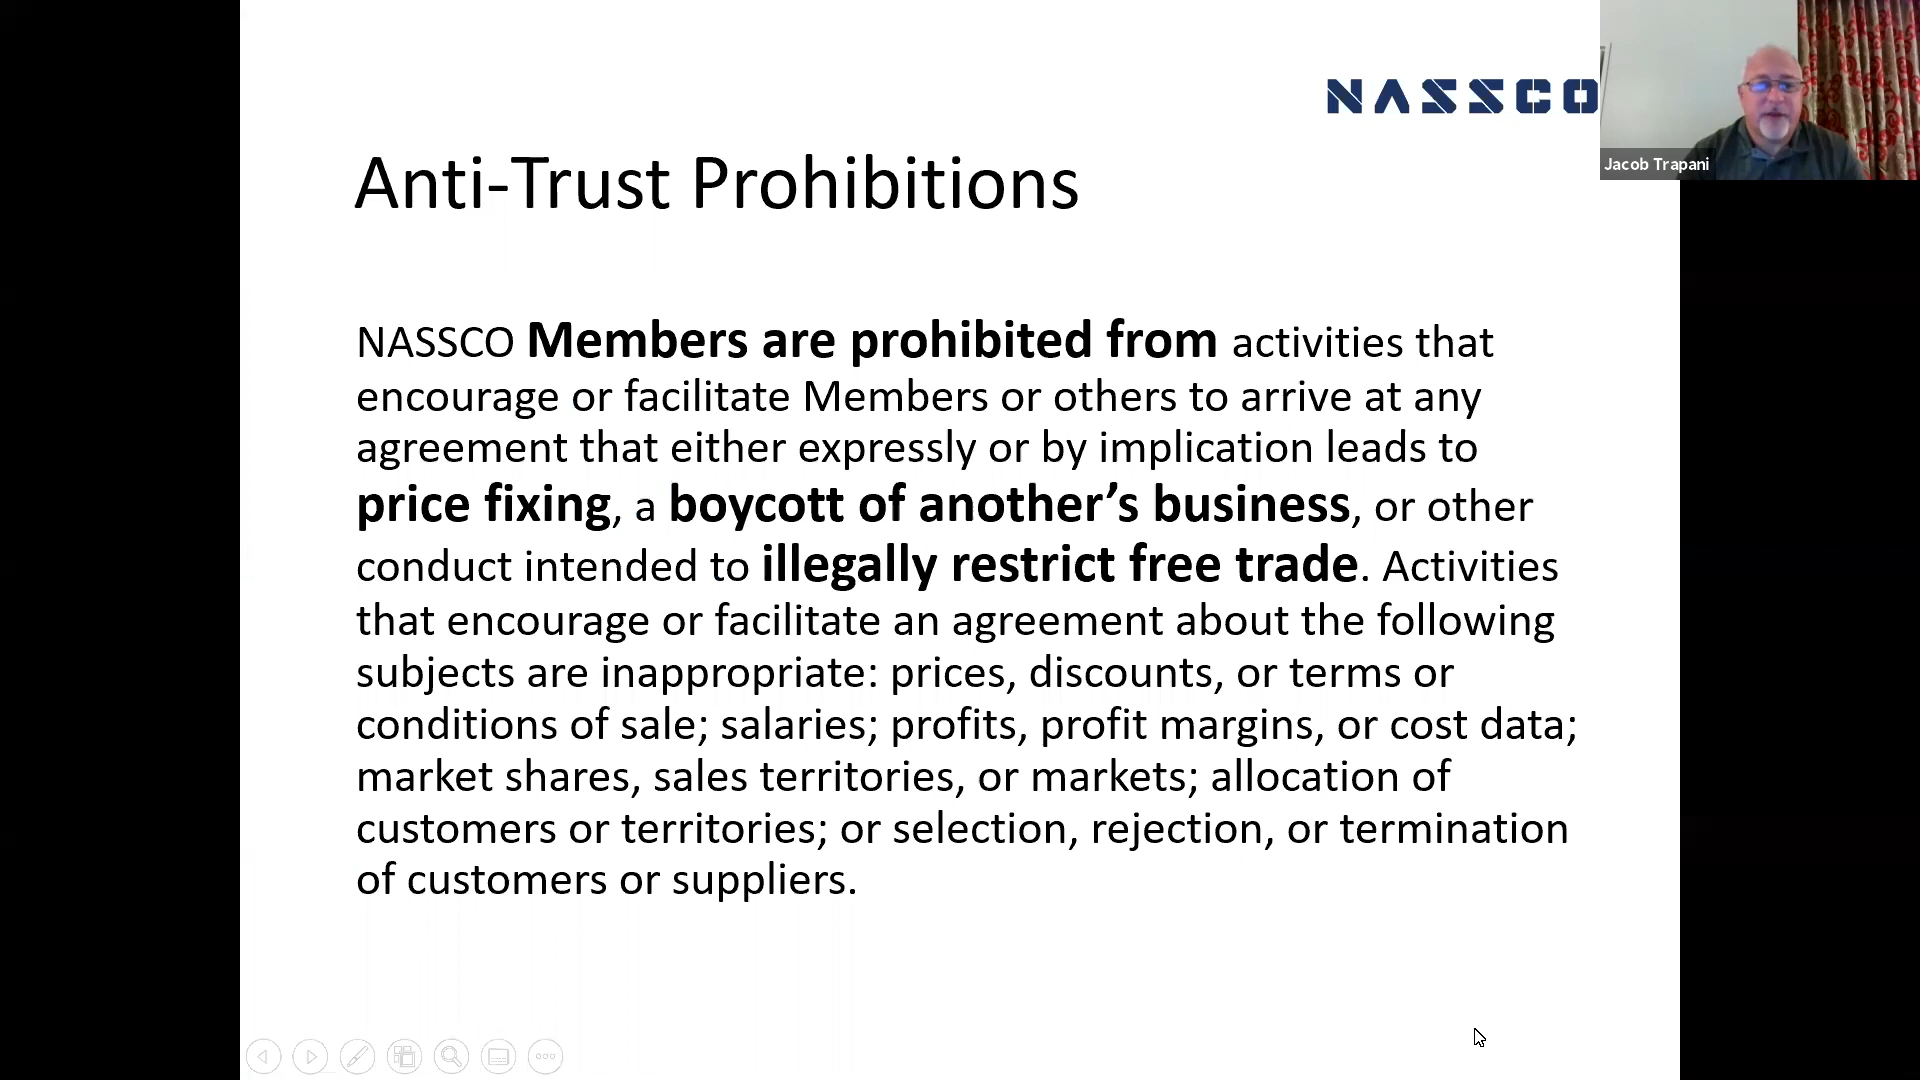 NASSCO
Jacob Trapani
Anti-Trust Prohibitions
NASSCO Members are prohibited from activities that
encourage or facilitate Members or others to arrive at any
agreement that either expressly or by implication leads to
price fixing, a boycott of another’s business, or other
conduct intended to illegally restrict free trade. Activities
that encourage or facilitate an agreement about the following
subjects are inappropriate: prices, discounts, or terms or
conditions of sale; salaries; profits, profit margins, or cost data;
market shares, sales territories, or markets; allocation of
customers or territories; or selection, rejection, or termination
of customers or suppliers.